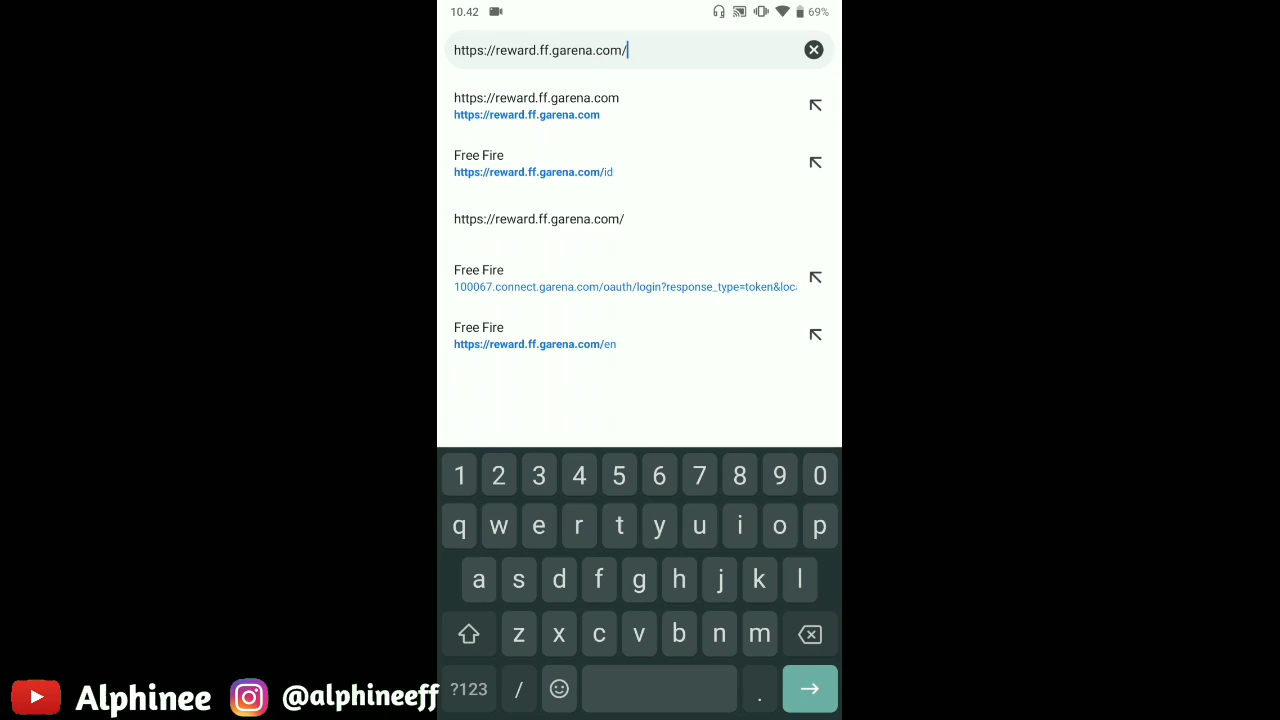 10.42
69%
https://reward.ff.garena.com/
https://reward.ff.garena.com
https://reward.ff.garena.com
Free Fire
https://reward.ff.garena.com/id
https://reward.ff.garena.com/
Free Fire
100067.connect.garena.com/oauth/login?response_type=token&loc
Free Fire
https://reward.ff.garena.com/en
1 2 3 4 5 6 7 8 9 0
q w e r t y u i o p
a s d f g h j k l
z x c v b n m
?123 / .
Alphinee @alphineeff